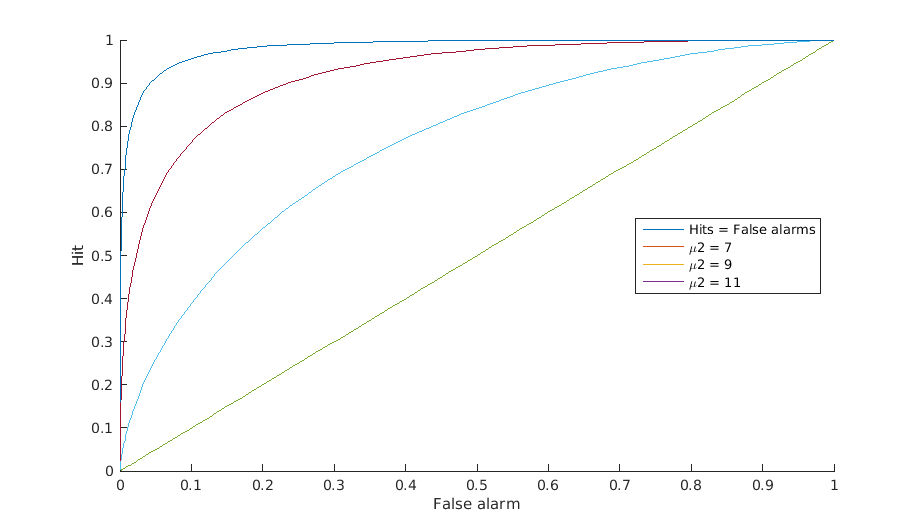 1
0.9
0.8
0.7
0.6
0.5
0.4
0.3
0.2
0.1
0
Hit
Hits = False alarms
μ2 = 7
μ2 = 9
μ2 = 11
0 0.1 0.2 0.3 0.4 0.5 0.6 0.7 0.8 0.9 1
False alarm